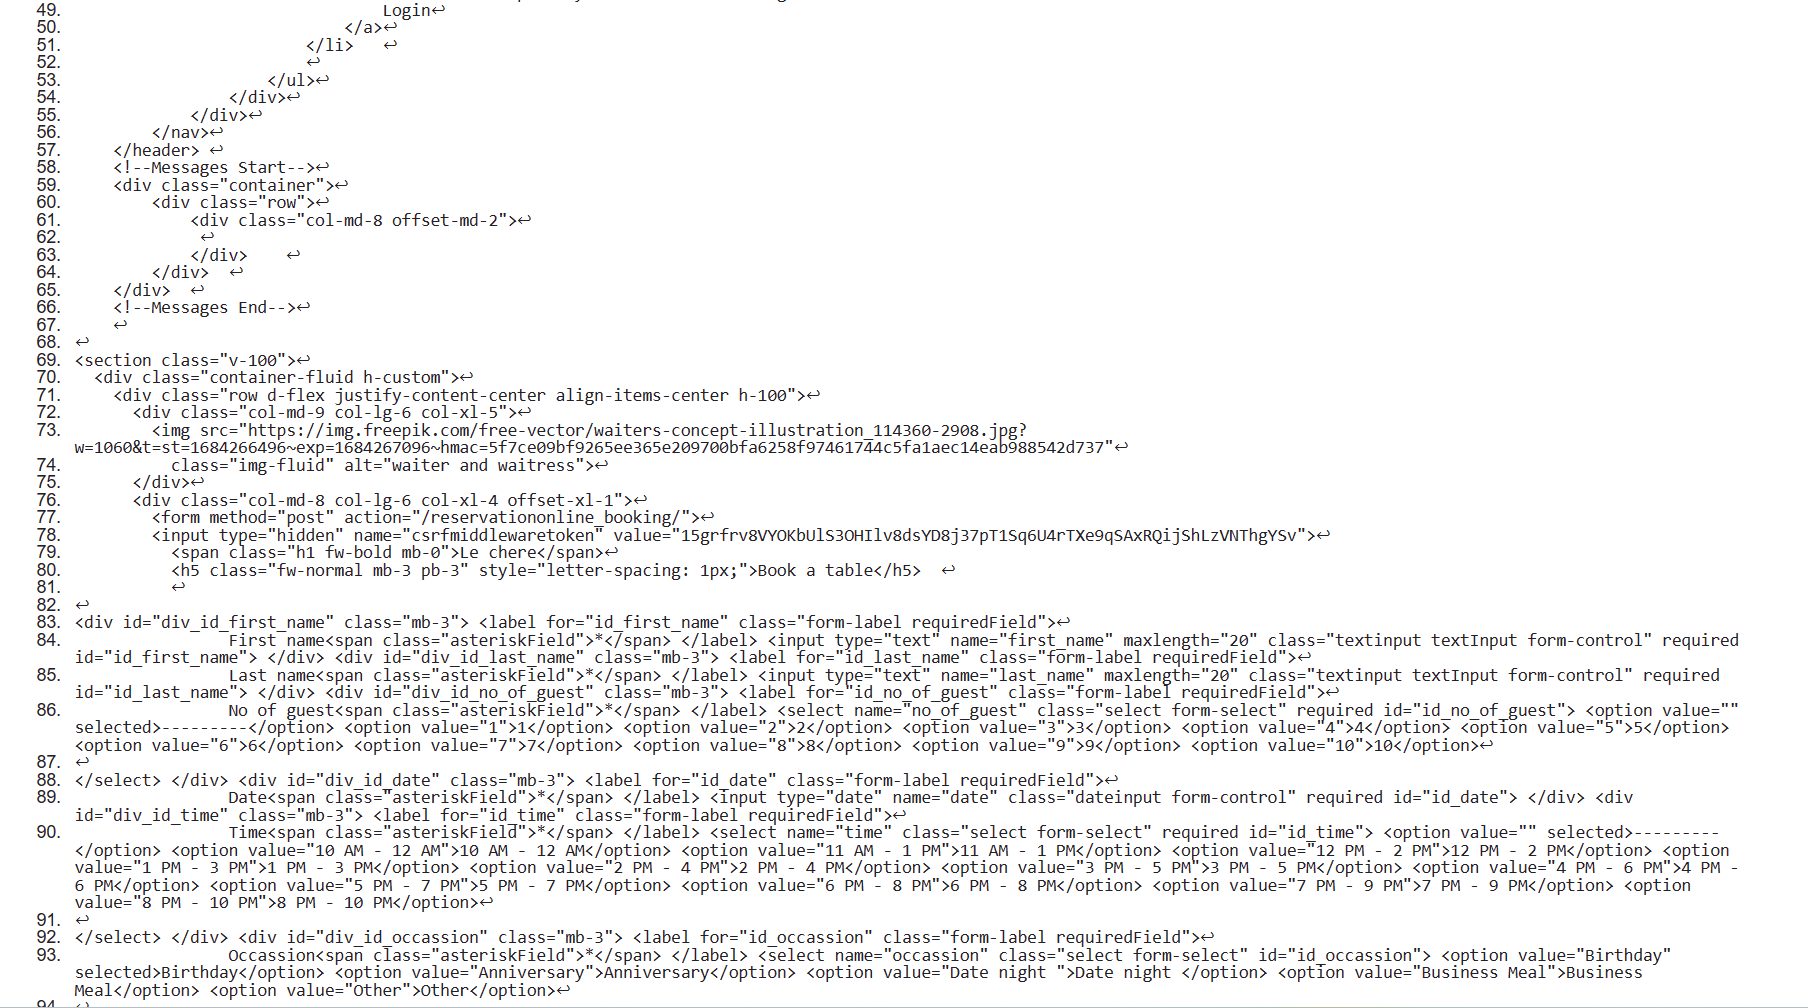 49. Login↩
50. </a>↩
51. </li> ↩
52. ↩
53. </ul>↩
54. </div>↩
55. </div>↩
56. </nav>↩
57. </header> ↩
58. <!--Messages Start-->↩
59. <div class="container">↩
60. <div class="row">↩
61. <div class="col-md-8 offset-md-2">↩
62. ↩
63. </div> ↩
64. </div> ↩
65. </div> ↩
66. <!--Messages End-->↩
67. ↩
68. ↩
69. <section class="v-100">↩
70. <div class="container-fluid h-custom">↩
71. <div class="row d-flex justify-content-center align-items-center h-100">↩
72. <div class="col-md-9 col-lg-6 col-xl-5">↩
73. <img src="https://img.freepik.com/free-vector/waiters-concept-illustration_114360-2908.jpg?
w=1060&t=st=1684266496~exp=1684267096~hmac=5f7ce09bf9265ee365e209700bfa6258f97461744c5fa1aec14eab988542d737"↩
74. class="img-fluid" alt="waiter and waitress">↩
75. </div>↩
76. <div class="col-md-8 col-lg-6 col-xl-4 offset-xl-1">↩
77. <form method="post" action="/reservationonline_booking/">↩
78. <input type="hidden" name="csrfmiddlewaretoken" value="15grfrv8VYOKbUlS3OHIlv8dsYD8j37pT1Sq6U4rTXe9qSAxRQijShLzVNThgYSv">↩
79. <span class="h1 fw-bold mb-0">Le chere</span>↩
80. <h5 class="fw-normal mb-3 pb-3" style="letter-spacing: 1px;">Book a table</h5> ↩
81. ↩
82. ↩
83. <div id="div_id_first_name" class="mb-3"> <label for="id_first_name" class="form-label requiredField">↩
84. First name<span class="asteriskField">*</span> </label> <input type="text" name="first_name" maxlength="20" class="textinput textInput form-control" required
id="id_first_name"> </div> <div id="div_id_last_name" class="mb-3"> <label for="id_last_name" class="form-label requiredField">↩
85. Last name<span class="asteriskField">*</span> </label> <input type="text" name="last_name" maxlength="20" class="textinput textInput form-control" required
id="id_last_name"> </div> <div id="div_id_no_of_guest" class="mb-3"> <label for="id_no_of_guest" class="form-label requiredField">↩
86. No of guest<span class="asteriskField">*</span> </label> <select name="no_of_guest" class="select form-select" required id="id_no_of_guest"> <option value=""
selected>---------</option> <option value="1">1</option> <option value="2">2</option> <option value="3">3</option> <option value="4">4</option> <option value="5">5</option>
<option value="6">6</option> <option value="7">7</option> <option value="8">8</option> <option value="9">9</option> <option value="10">10</option>↩
87. ↩
88. </select> </div> <div id="div_id_date" class="mb-3"> <label for="id_date" class="form-label requiredField">↩
89. Date<span class="asteriskField">*</span> </label> <input type="date" name="date" class="dateinput form-control" required id="id_date"> </div> <div
id="div_id_time" class="mb-3"> <label for="id_time" class="form-label requiredField">↩
90. Time<span class="asteriskField">*</span> </label> <select name="time" class="select form-select" required id="id_time"> <option value="" selected>---------
</option> <option value="10 AM - 12 AM">10 AM - 12 AM</option> <option value="11 AM - 1 PM">11 AM - 1 PM</option> <option value="12 PM - 2 PM">12 PM - 2 PM</option> <option
value="1 PM - 3 PM">1 PM - 3 PM</option> <option value="2 PM - 4 PM">2 PM - 4 PM</option> <option value="3 PM - 5 PM">3 PM - 5 PM</option> <option value="4 PM - 6 PM">4 PM -
6 PM</option> <option value="5 PM - 7 PM">5 PM - 7 PM</option> <option value="6 PM - 8 PM">6 PM - 8 PM</option> <option value="7 PM - 9 PM">7 PM - 9 PM</option> <option
value="8 PM - 10 PM">8 PM - 10 PM</option>↩
91. ↩
92. </select> </div> <div id="div_id_occassion" class="mb-3"> <label for="id_occassion" class="form-label requiredField">↩
93. Occassion<span class="asteriskField">*</span> </label> <select name="occassion" class="select form-select" id="id_occassion"> <option value="Birthday"
selected>Birthday</option> <option value="Anniversary">Anniversary</option> <option value="Date night ">Date night </option> <option value="Business Meal">Business
Meal</option> <option value="Other">Other</option>↩